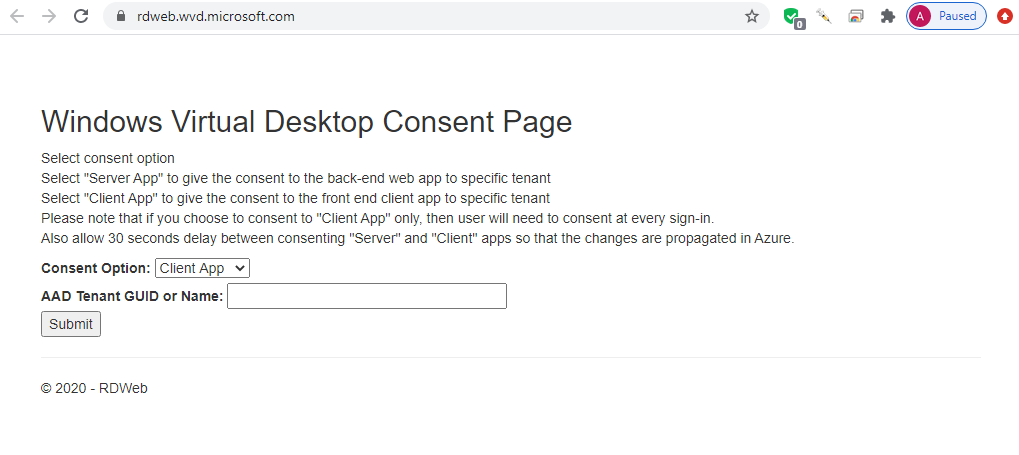 rdweb.wvd.microsoft.com
0
A
Paused
Windows Virtual Desktop Consent Page
Select consent option
Select "Server App" to give the consent to the back-end web app to specific tenant
Select "Client App" to give the consent to the front end client app to specific tenant
Please note that if you choose to consent to "Client App" only, then user will need to consent at every sign-in.
Also allow 30 seconds delay between consenting "Server" and "Client" apps so that the changes are propagated in Azure.
Consent Option: Client App
AAD Tenant GUID or Name:
Submit
© 2020 - RDWeb